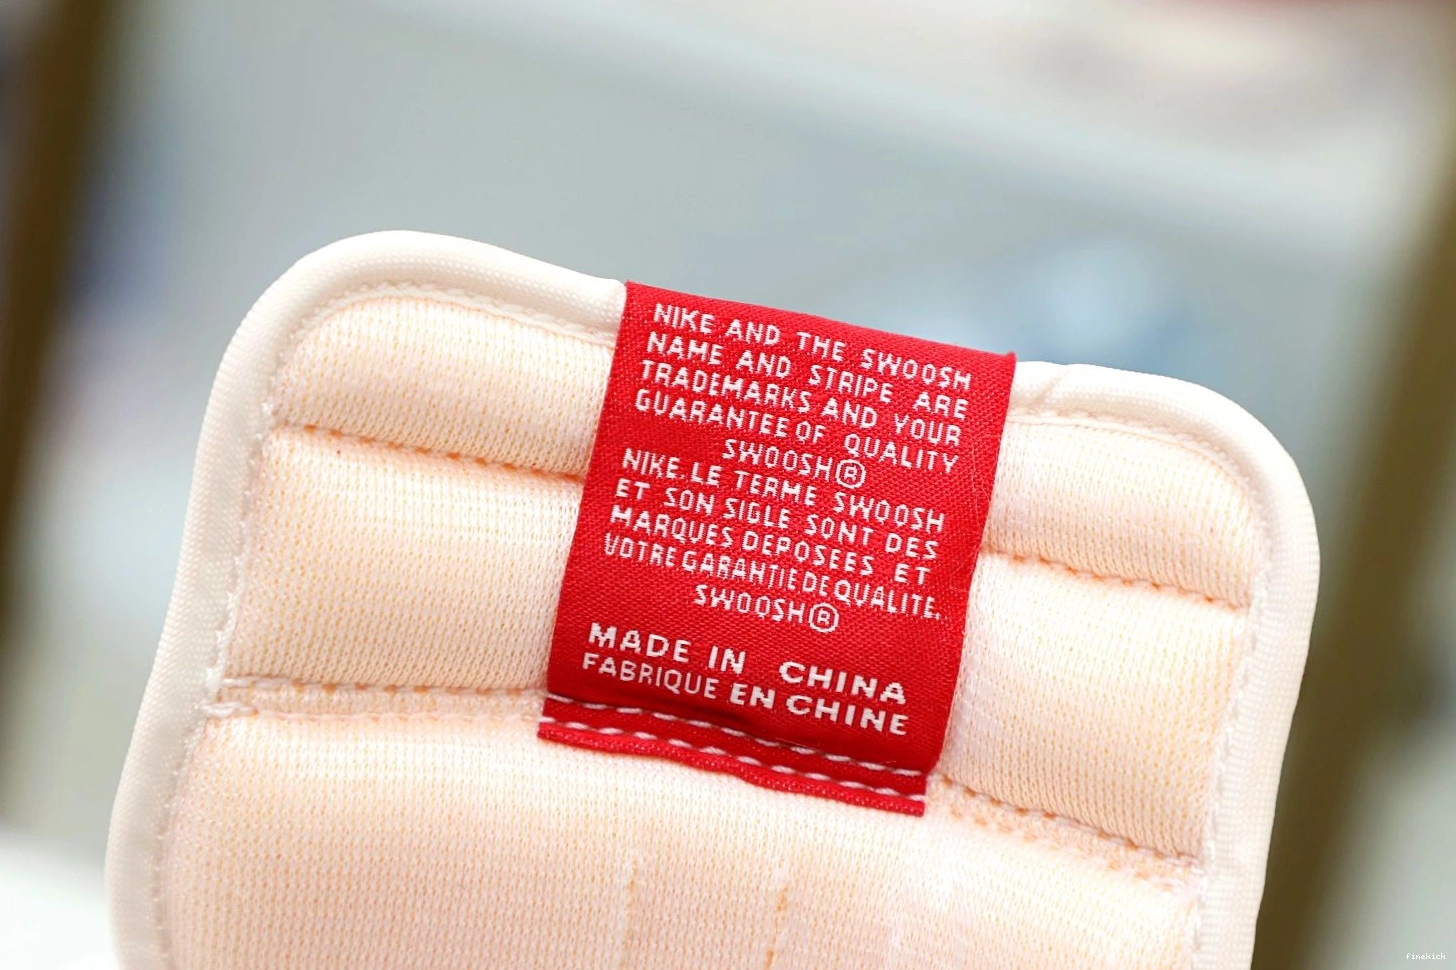 NIKE AND THE SWOOSH
NAME AND STRIPE ARE
TRADEMARKS AND YOUR
GUARANTEE OF QUALITY
SWOOSH®
NIKE.LE TERME SWOOSH
ET SON SIGLE SONT DES
MARQUES DEPOSEES ET
VOTRE GARANTIE DE QUALITE.
SWOOSH®
MADE IN CHINA
FABRIQUE EN CHINE
finekick